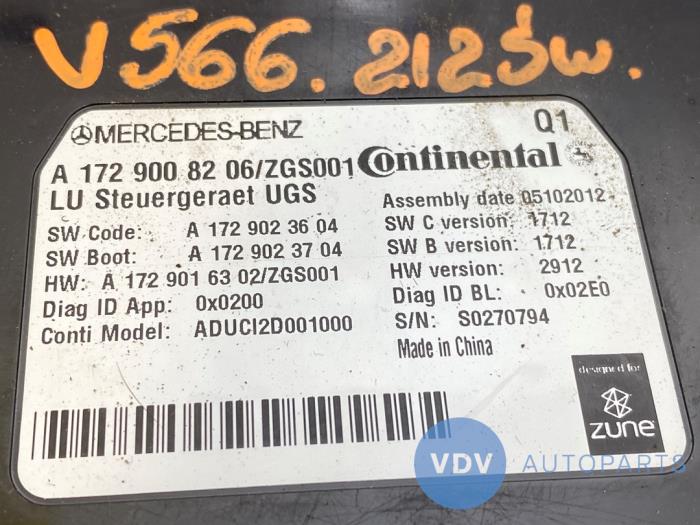 V566. 212SW.
MERCEDES-BENZ
Q1
A 172 900 82 06/ZGS001
Continental
LU Steuergeraet UGS
Assembly date 05102012
SW Code: A 172 902 36 04
SW C version: 1712
SW Boot: A 172 902 37 04
SW B version: 1712
HW: A 172 901 63 02/ZGS001
HW version: 2912
Diag ID App: 0x0200
Diag ID BL: 0x02E0
Conti Model: ADUCI2D001000
S/N: S0270794
Made in China
designed for
zune
VDV AUTOPARTS